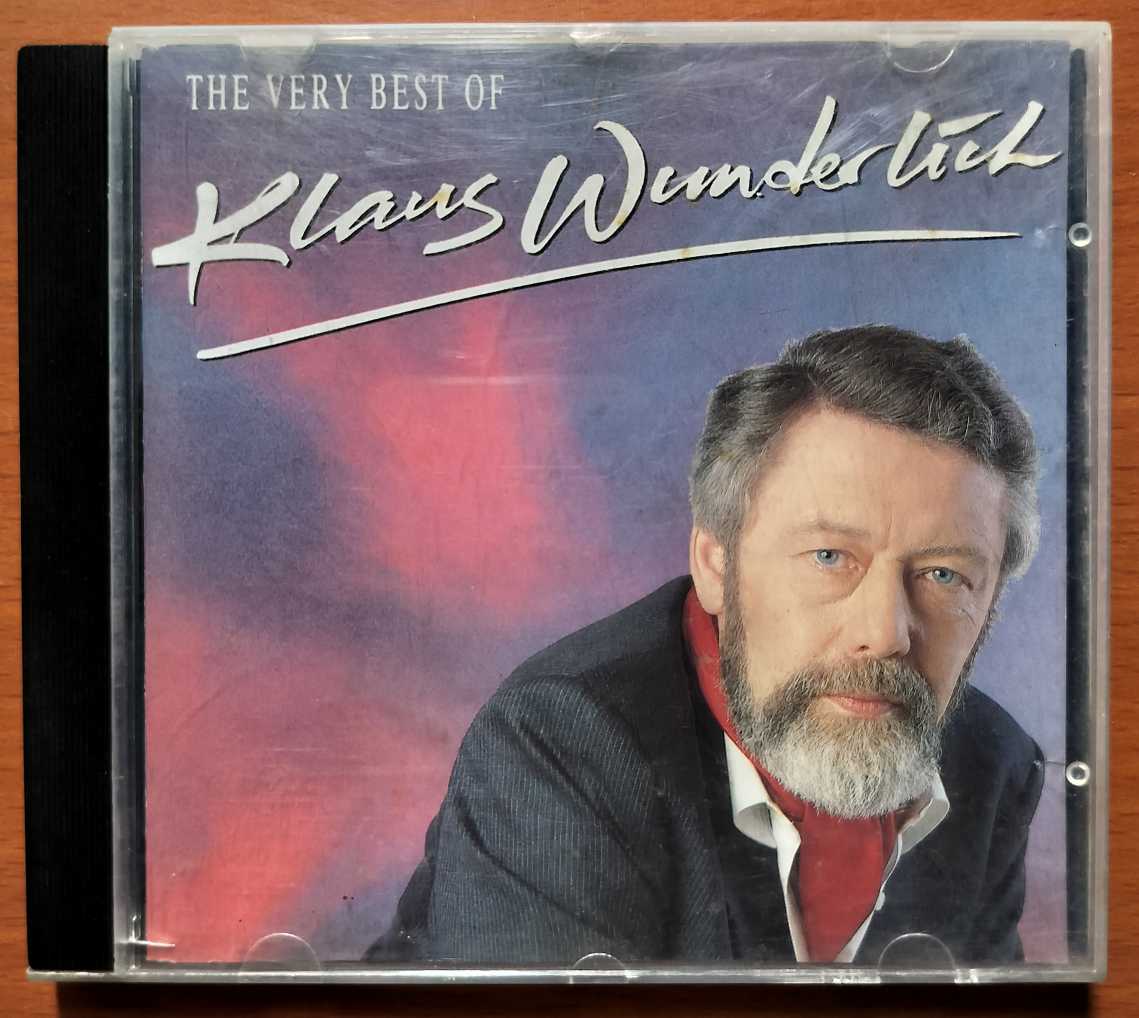 THE VERY BEST OF
Klaus Wunderlich